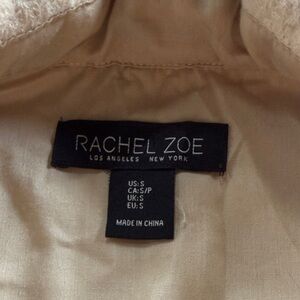 RACHEL ZOE
LOS ANGELES NEW YORK
US:S
CA:S/P
UK:S
EU:S
MADE IN CHINA